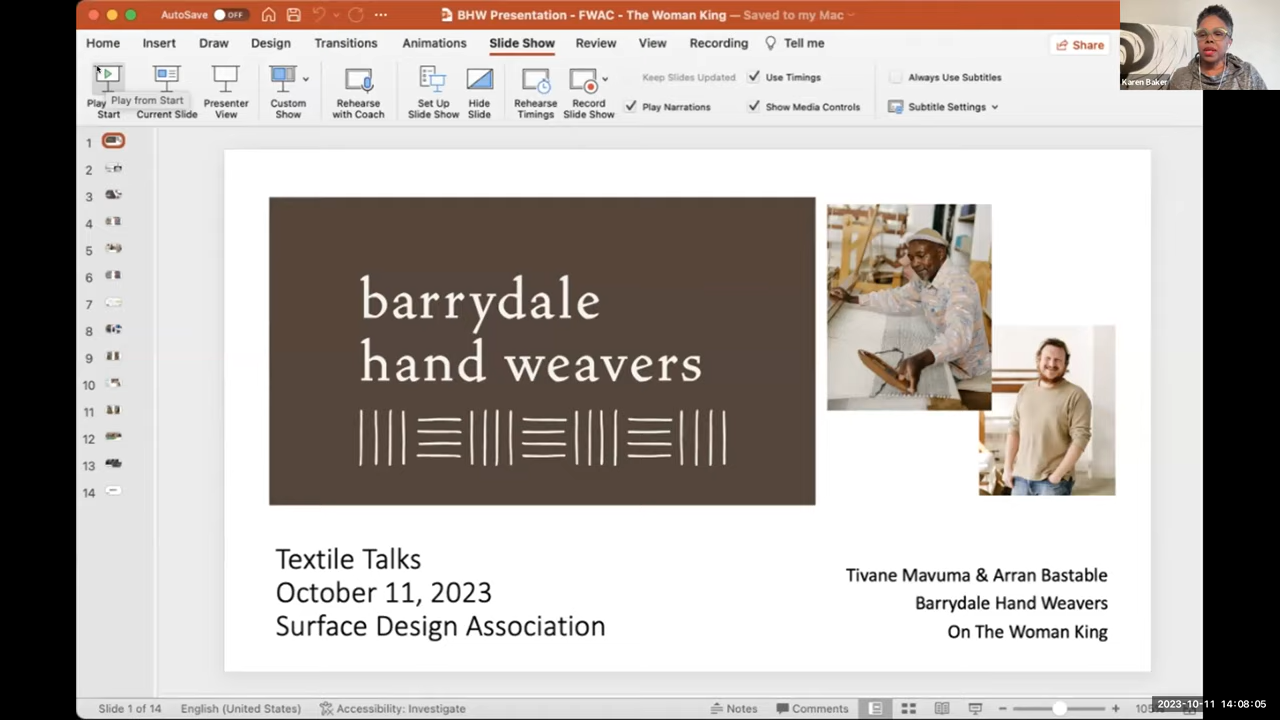 AutoSave OFF
BHW Presentation - FWAC - The Woman King — Saved to my Mac
Home Insert Draw Design Transitions Animations Slide Show Review View Recording Tell me
Share
Karen Baker
Play
Start
Play from Start
Current Slide
Presenter
View
Custom
Show
Rehearse
with Coach
Set Up
Slide Show
Hide
Slide
Rehearse
Timings
Record
Slide Show
Keep Slides Updated
Play Narrations
Use Timings
Show Media Controls
Always Use Subtitles
Subtitle Settings
1
2
3
4
5
6
7
8
9
10
11
12
13
14
barrydale
hand weavers
Textile Talks
October 11, 2023
Surface Design Association
Tivane Mavuma & Arran Bastable
Barrydale Hand Weavers
On The Woman King
Slide 1 of 14 English (United States) Accessibility: Investigate Notes Comments
2023-10-11 14:08:05